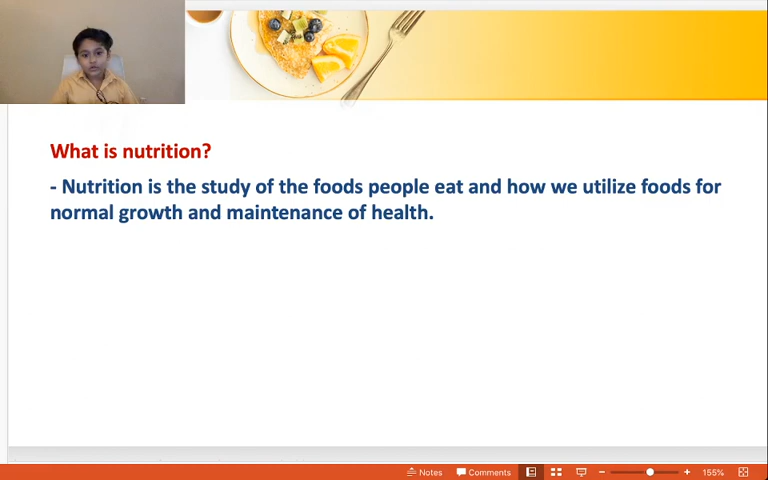 What is nutrition?
- Nutrition is the study of the foods people eat and how we utilize foods for
normal growth and maintenance of health.
Notes Comments 155%